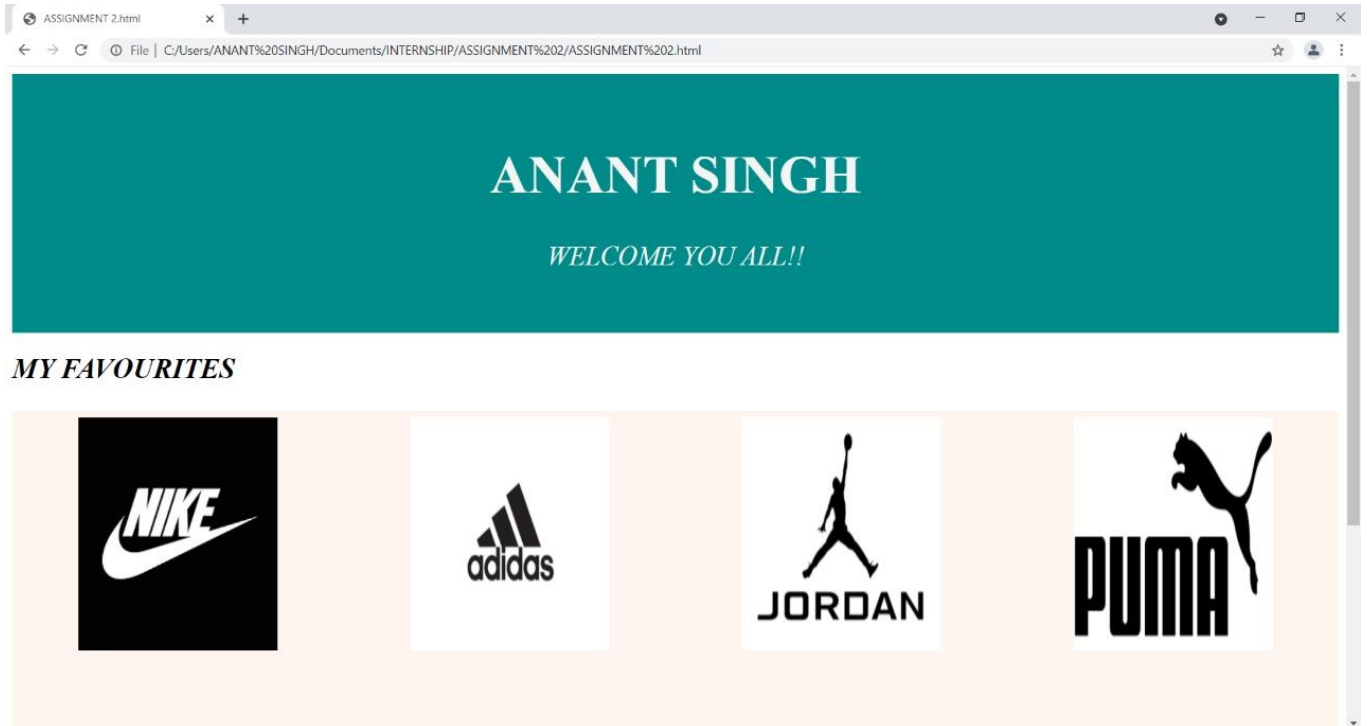 ASSIGNMENT 2.html
File | C:/Users/ANANT%20SINGH/Documents/INTERNSHIP/ASSIGNMENT%202/ASSIGNMENT%202.html
ANANT SINGH
WELCOME YOU ALL!!
MY FAVOURITES
NIKE
adidas
JORDAN
PUMA